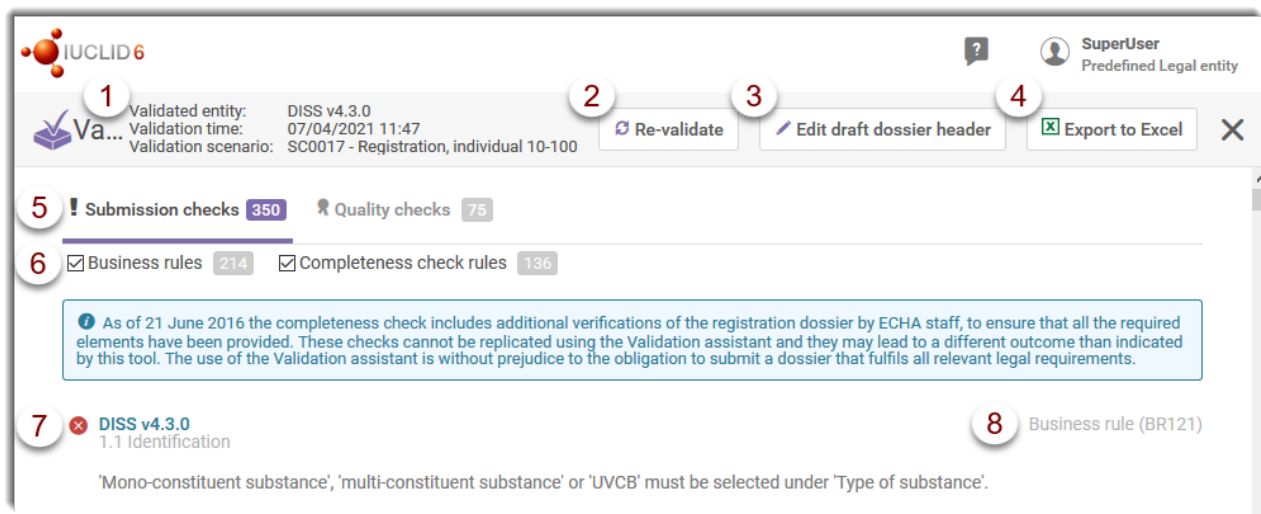 IUCLID 6
?
SuperUser
Predefined Legal entity
1
2
3
4
Va...
Validated entity: DISS v4.3.0
Validation time: 07/04/2021 11:47
Validation scenario: SC0017 - Registration, individual 10-100
Re-validate
Edit draft dossier header
X Export to Excel
5
! Submission checks 350
Quality checks 75
6
Business rules 214
Completeness check rules 136
i As of 21 June 2016 the completeness check includes additional verifications of the registration dossier by ECHA staff, to ensure that all the required
elements have been provided. These checks cannot be replicated using the Validation assistant and they may lead to a different outcome than indicated
by this tool. The use of the Validation assistant is without prejudice to the obligation to submit a dossier that fulfils all relevant legal requirements.
7
DISS v4.3.0
1.1 Identification
8
Business rule (BR121)
'Mono-constituent substance', 'multi-constituent substance' or 'UVCB' must be selected under 'Type of substance'.